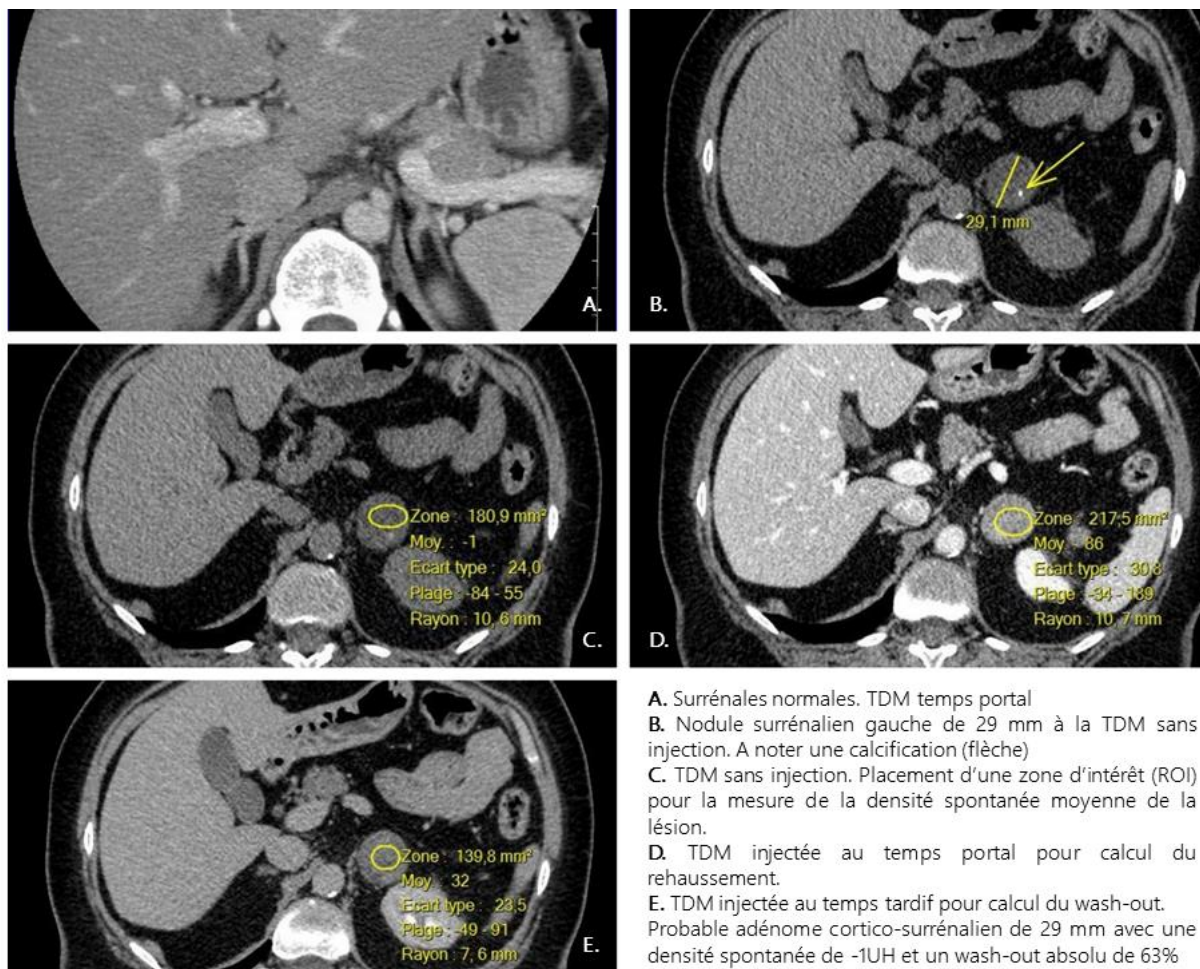 A.
29,1 mm
B.
Zone : 180,9 mm²
Moy. : -1
Ecart type : 24,0
Plage : -84 - 55
Rayon : 10, 6 mm
C.
Zone : 217,5 mm²
Moy. : 86
Ecart type : 30,8
Plage : -34 - 189
Rayon : 10, 7 mm
D.
Zone : 139,8 mm²
Moy. : 32
Ecart type : 23,5
Plage : -49 - 91
Rayon : 7, 6 mm
E.
A. Surrénales normales. TDM temps portal
B. Nodule surrénalien gauche de 29 mm à la TDM sans
injection. A noter une calcification (flèche)
C. TDM sans injection. Placement d'une zone d'intérêt (ROI)
pour la mesure de la densité spontanée moyenne de la
lésion.
D. TDM injectée au temps portal pour calcul du
rehaussement.
E. TDM injectée au temps tardif pour calcul du wash-out.
Probable adénome cortico-surrénalien de 29 mm avec une
densité spontanée de -1UH et un wash-out absolu de 63%